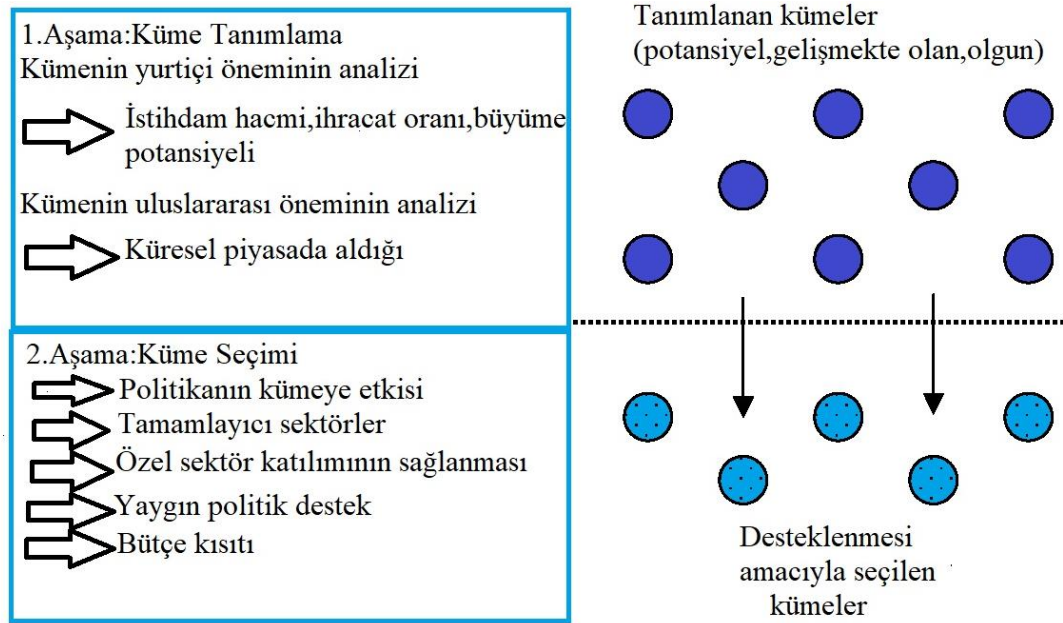 1.Aşama:Küme Tanımlama
Kümenin yurtiçi öneminin analizi
İstihdam hacmi,ihracat oranı,büyüme
potansiyeli
Kümenin uluslararası öneminin analizi
Küresel piyasada aldığı
2.Aşama:Küme Seçimi
Politikanın kümeye etkisi
Tamamlayıcı sektörler
Özel sektör katılımının sağlanması
Yaygın politik destek
Bütçe kısıtı
Tanımlanan kümeler
(potansiyel,gelişmekte olan,olgun)
Desteklenmesi
amacıyla seçilen
kümeler